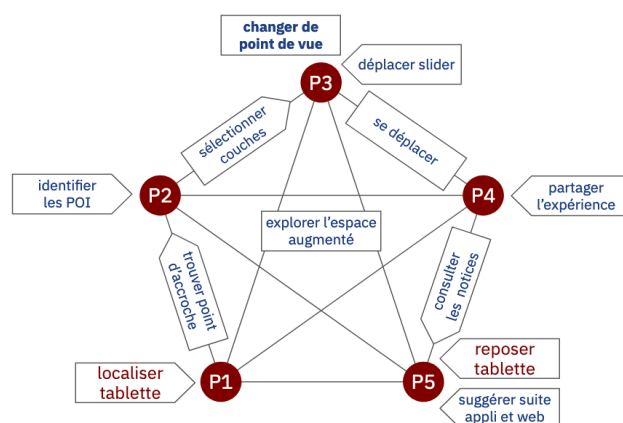 changer de
point de vue
P3
déplacer slider
sélectionner
couches
se déplacer
identifier
les POI
P2
P4
partager
l'expérience
explorer l'espace
augmenté
trouver point
d'accroche
consulter
les notices
localiser
tablette
P1
P5
reposer
tablette
suggérer suite
appli et web